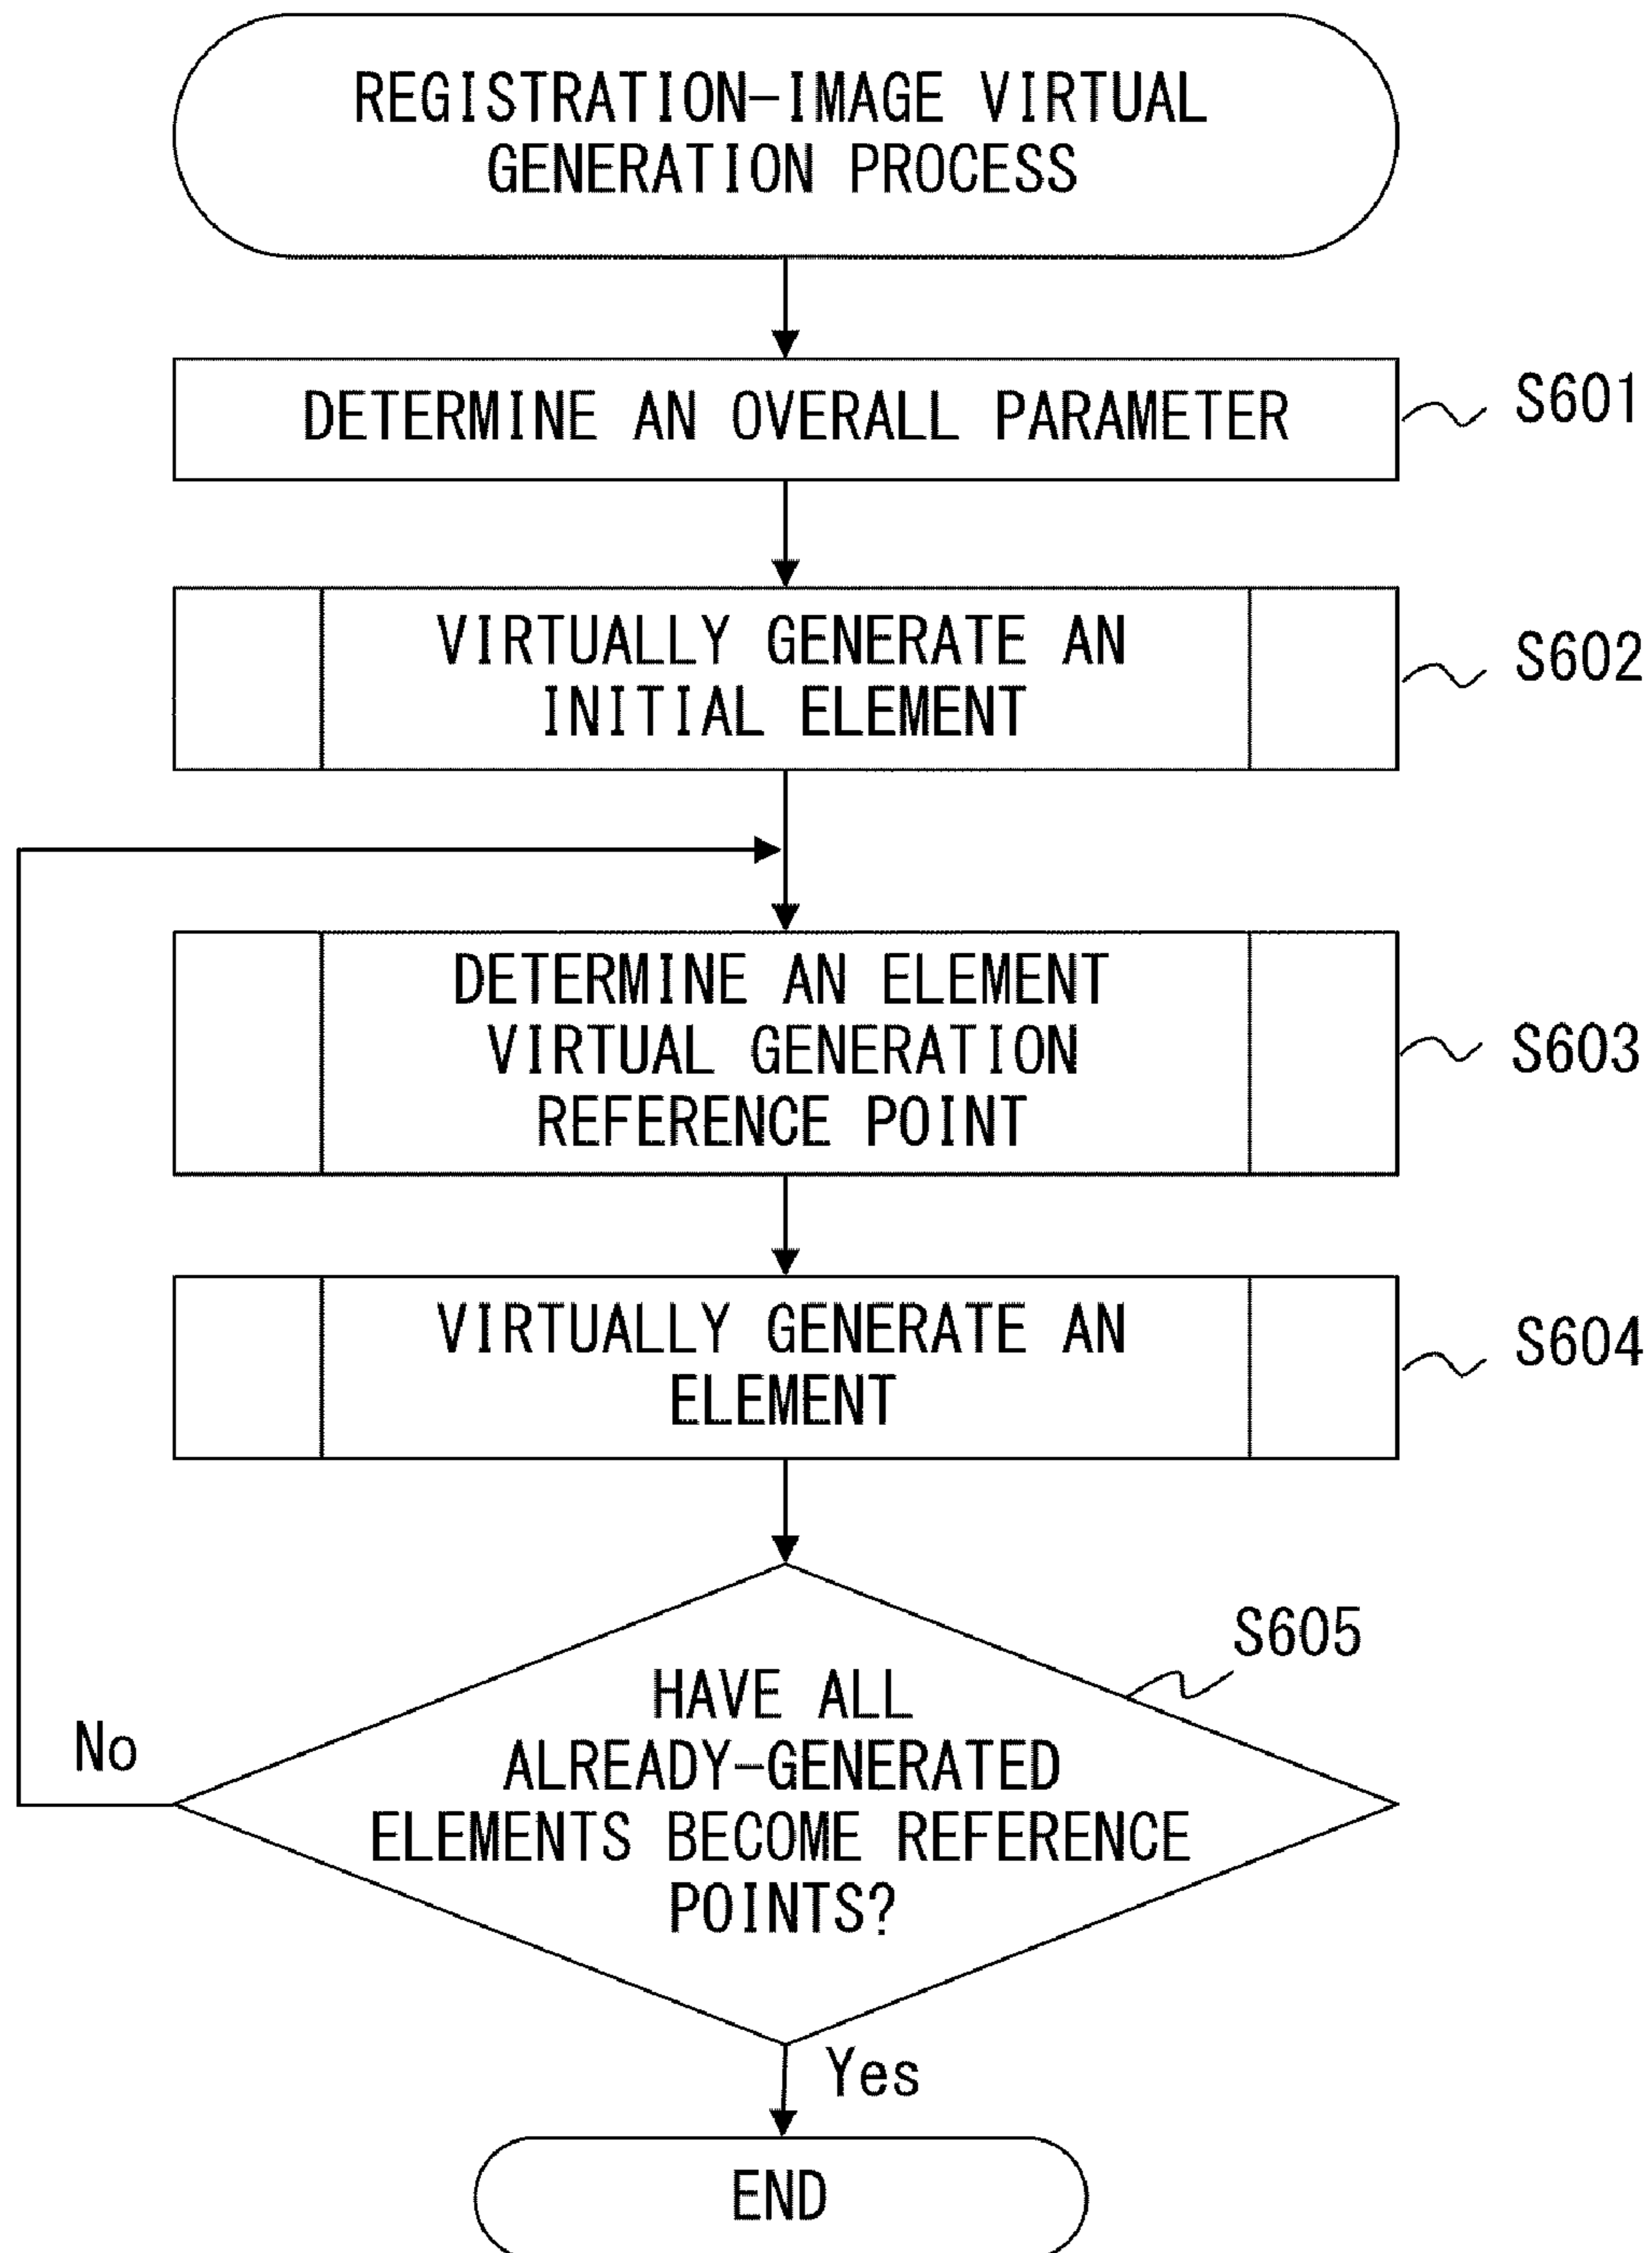 REGISTRATION-IMAGE VIRTUAL
GENERATION PROCESS
DETERMINE AN OVERALL PARAMETER
S601
VIRTUALLY GENERATE AN
INITIAL ELEMENT
S602
DETERMINE AN ELEMENT
VIRTUAL GENERATION
REFERENCE POINT
S603
VIRTUALLY GENERATE AN
ELEMENT
S604
S605
HAVE ALL
ALREADY-GENERATED
ELEMENTS BECOME REFERENCE
POINTS?
No
Yes
END